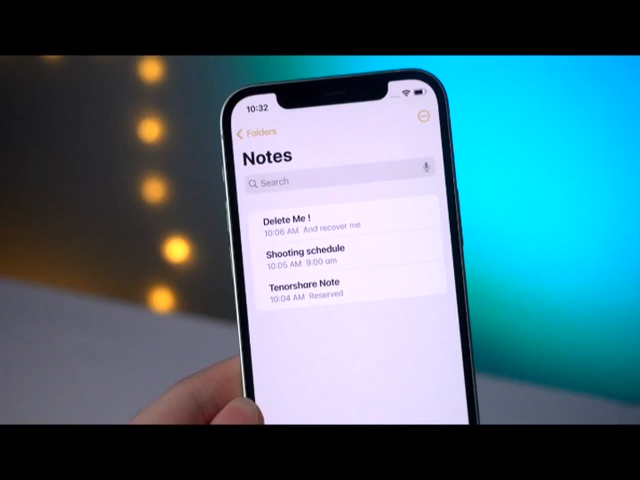 10:32
Folders
Notes
Search
Delete Me !
10:06 AM And recover me
Shooting schedule
10:05 AM 9:00 am
Tenorshare Note
10:04 AM Reserved